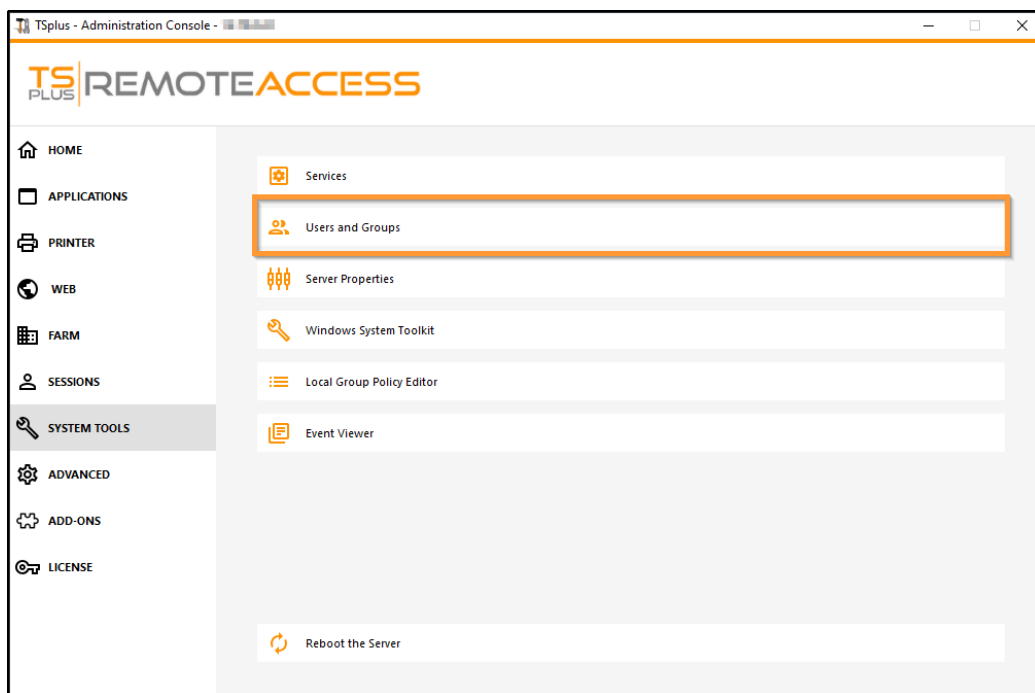 TSplus - Administration Console -
TS PLUS REMOTEACCESS
HOME
APPLICATIONS
PRINTER
WEB
FARM
SESSIONS
SYSTEM TOOLS
ADVANCED
ADD-ONS
LICENSE
Services
Users and Groups
Server Properties
Windows System Toolkit
Local Group Policy Editor
Event Viewer
Reboot the Server